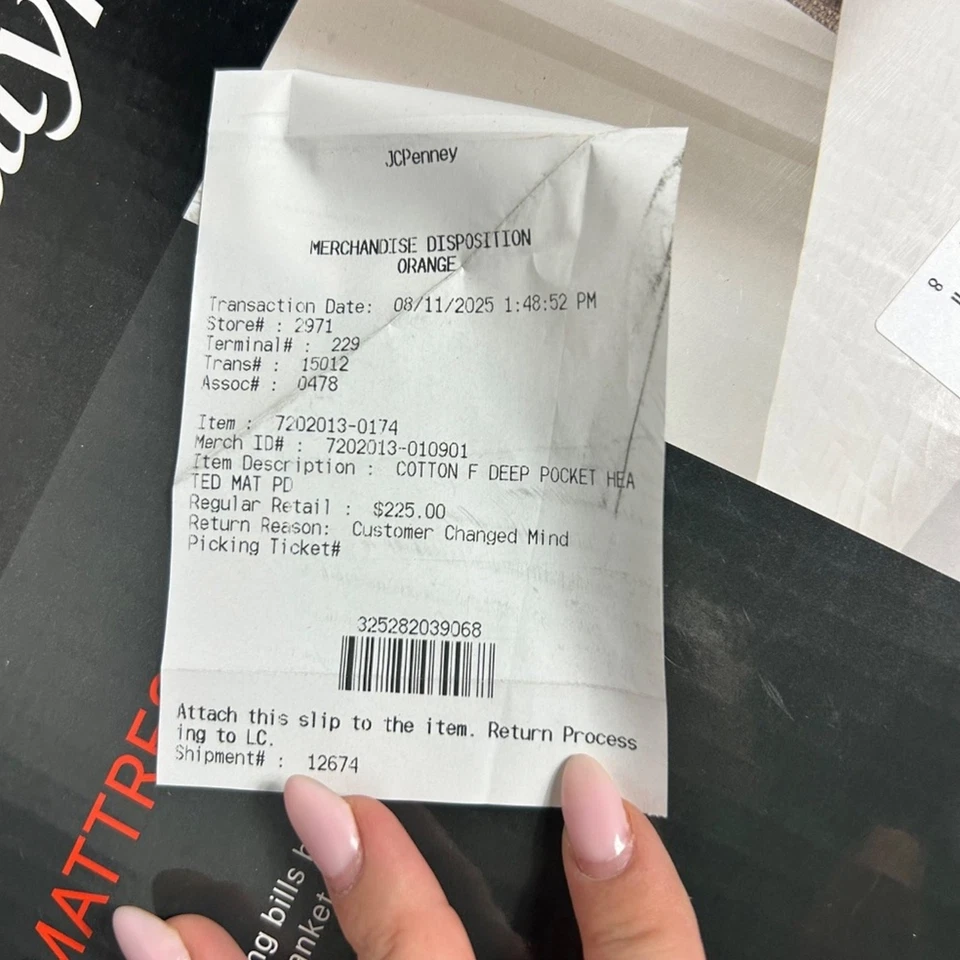 JCPenney
MERCHANDISE DISPOSITION
ORANGE
Transaction Date: 08/11/2025 1:48:52 PM
Store# : 2971
Terminal# : 229
Trans# : 15012
Assoc# : 0478
Item : 7202013-0174
Merch ID# : 7202013-010901
Item Description : COTTON F DEEP POCKET HEA
TED MAT PD
Regular Retail : $225.00
Return Reason: Customer Changed Mind
Picking Ticket#
325282039068
Attach this slip to the item. Return Process
ing to LC.
Shipment# : 12674
bills
8